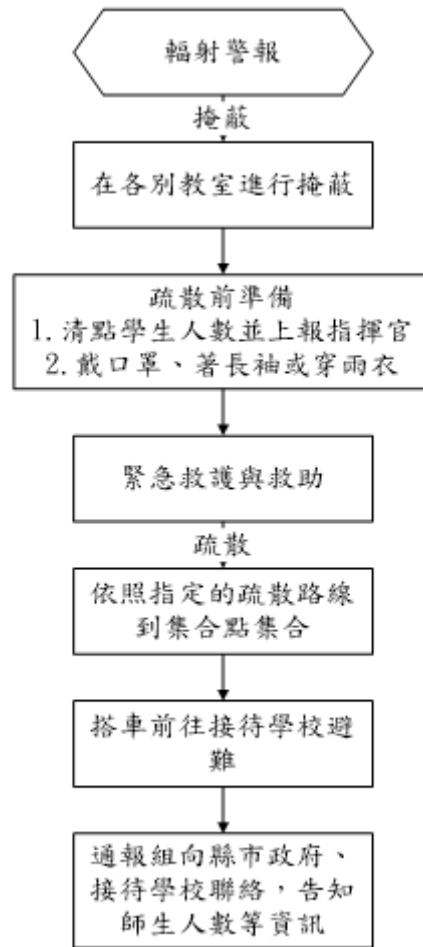 輻射警報
掩蔽
在各別教室進行掩蔽
疏散前準備
1.清點學生人數並上報指揮官
2.戴口罩、著長袖或穿雨衣
緊急救護與救助
疏散
依照指定的疏散路線
到集合點集合
搭車前往接待學校避
難
通報組向縣市政府、
接待學校聯絡，告知
師生人數等資訊